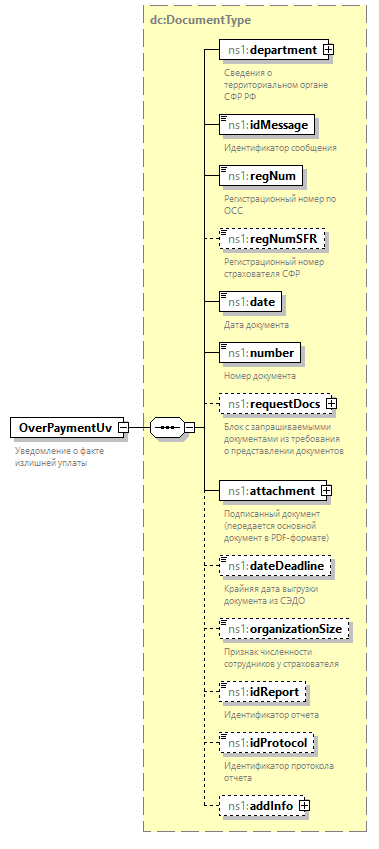 dc:DocumentType
ns1:department
Сведения о
территориальном органе
СФР РФ
ns1:idMessage
Идентификатор сообщения
ns1:regNum
Регистрационный номер по
ОСС
ns1:regNumSFR
Регистрационный номер
страхователя СФР
ns1:date
Дата документа
ns1:number
Номер документа
ns1:requestDocs
Блок с запрашиваемыми
документами из требования
о представлении документов
OverPaymentUv
Уведомление о факте
излишней уплаты
ns1:attachment
Подписанный документ
(передается основной
документ в PDF-формате)
ns1:dateDeadline
Крайняя дата выгрузки
документа из СЭДО
ns1:organizationSize
Признак численности
сотрудников у страхователя
ns1:idReport
Идентификатор отчета
ns1:idProtocol
Идентификатор протокола
отчета
ns1:addInfo